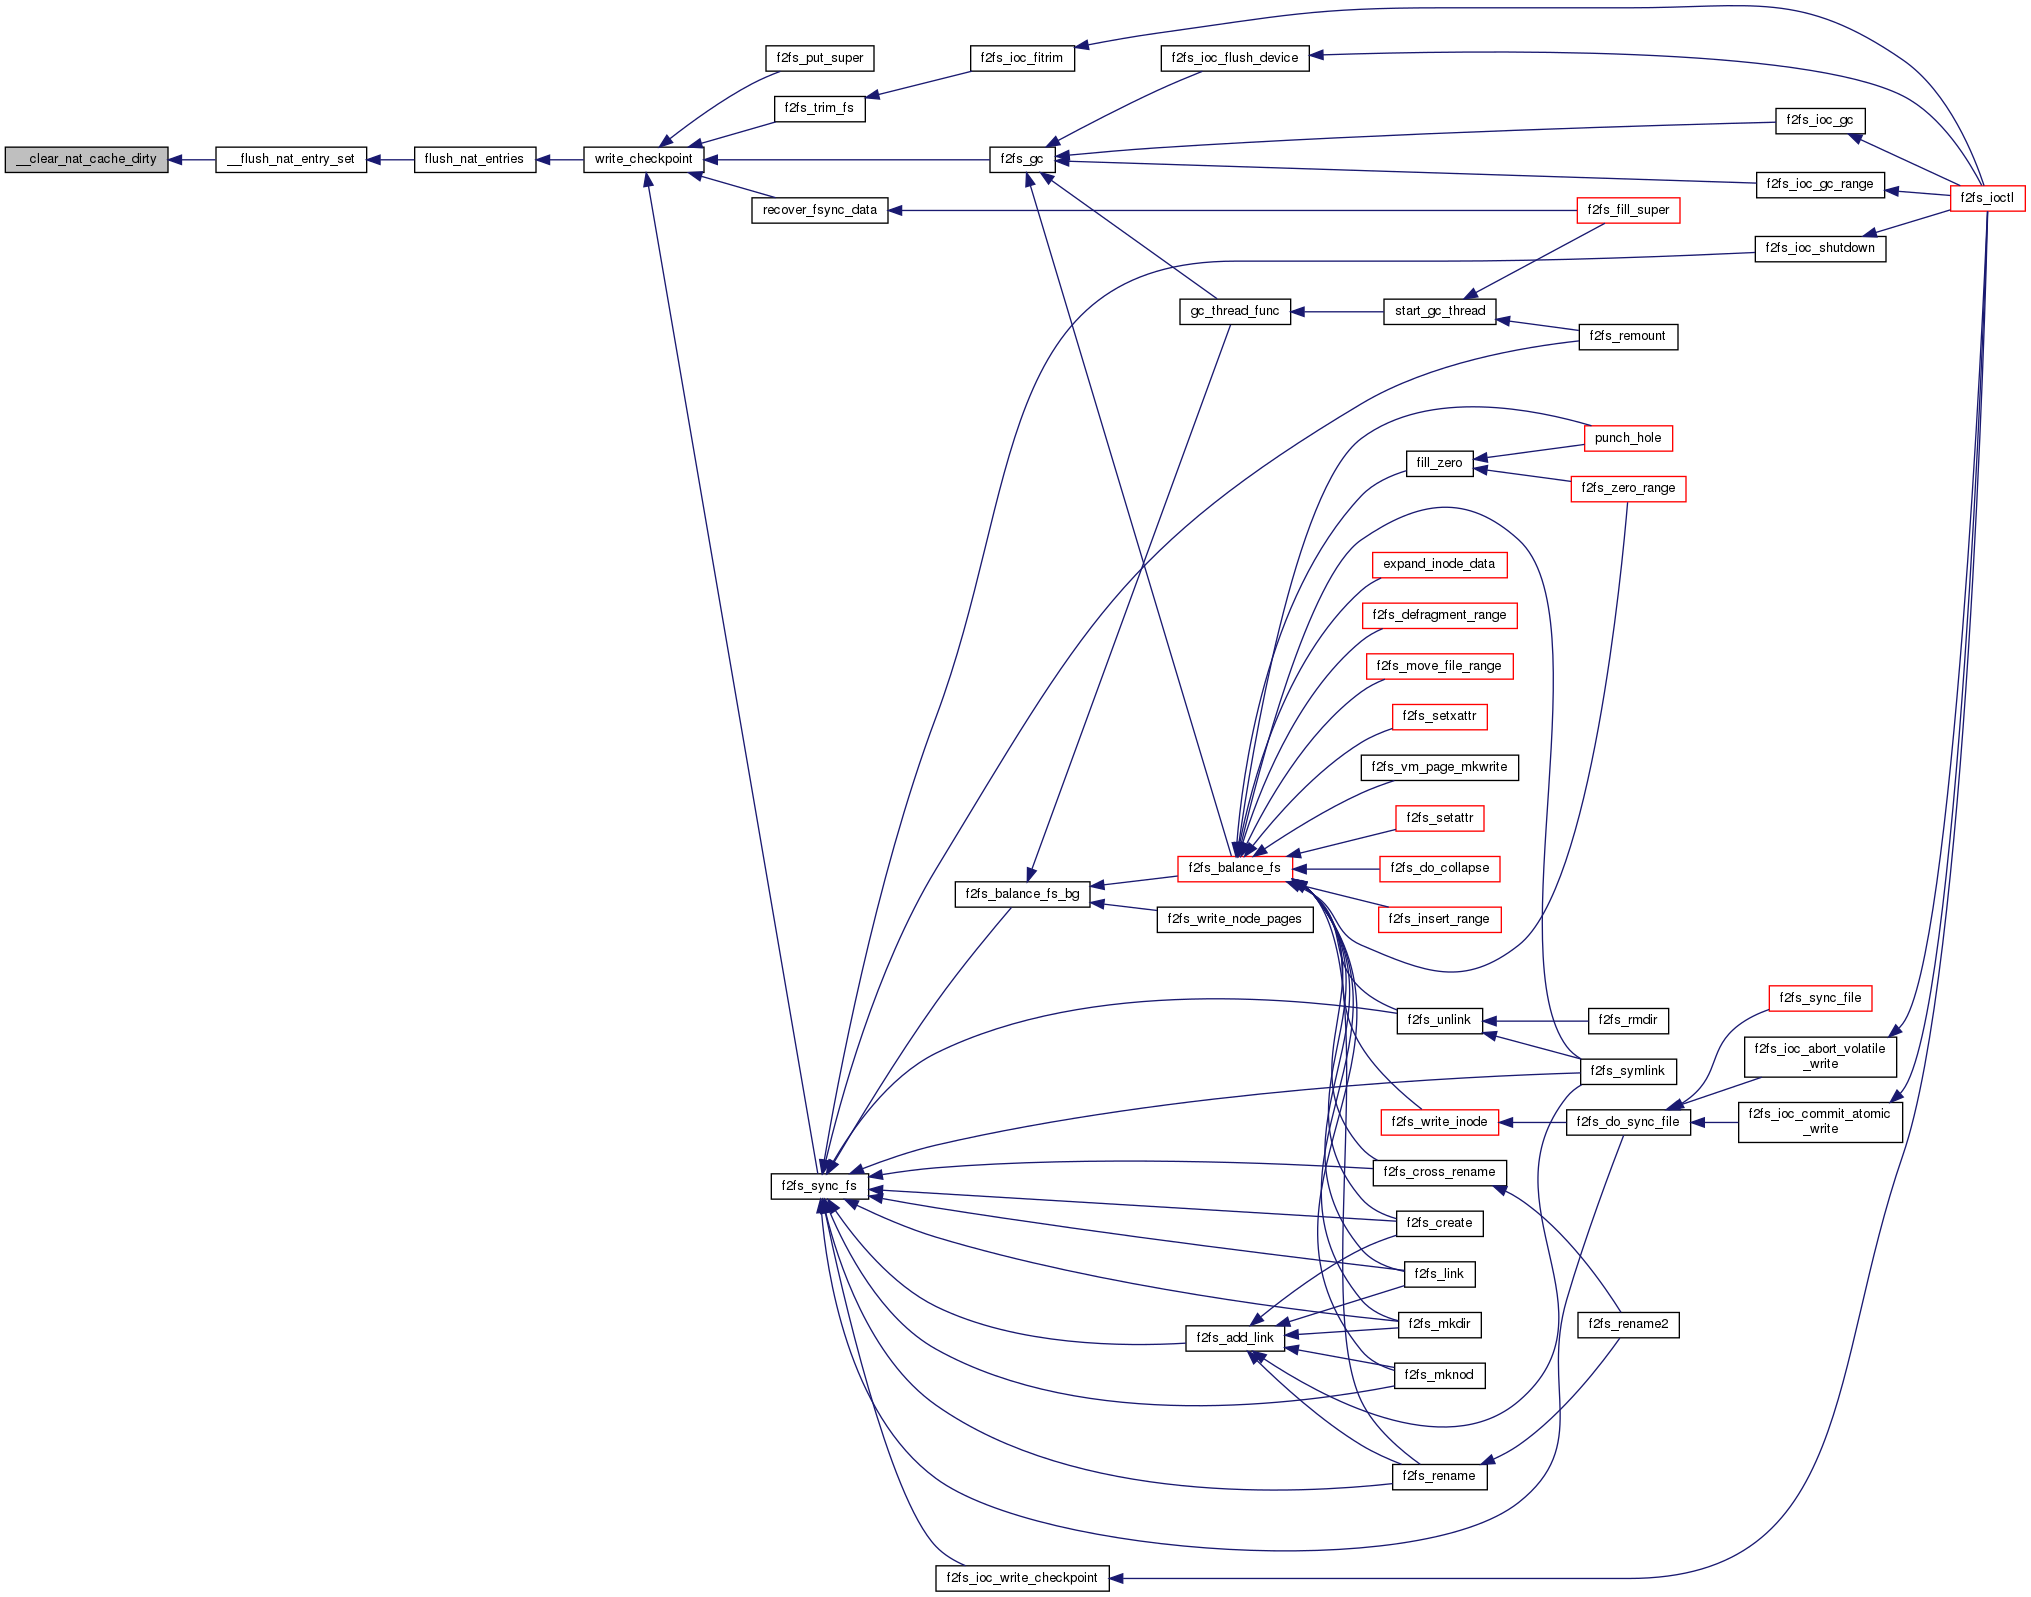 f2fs_put_super
f2fs_ioc_fitrim
f2fs_ioc_flush_device
f2fs_trim_fs
f2fs_ioc_gc
__clear_nat_cache_dirty
__flush_nat_entry_set
flush_nat_entries
write_checkpoint
f2fs_gc
f2fs_ioc_gc_range
f2fs_ioctl
recover_fsync_data
f2fs_fill_super
f2fs_ioc_shutdown
gc_thread_func
start_gc_thread
f2fs_remount
punch_hole
fill_zero
f2fs_zero_range
expand_inode_data
f2fs_defragment_range
f2fs_move_file_range
f2fs_setxattr
f2fs_vm_page_mkwrite
f2fs_setattr
f2fs_balance_fs
f2fs_do_collapse
f2fs_balance_fs_bg
f2fs_write_node_pages
f2fs_insert_range
f2fs_sync_file
f2fs_unlink
f2fs_rmdir
f2fs_ioc_abort_volatile
_write
f2fs_symlink
f2fs_write_inode
f2fs_do_sync_file
f2fs_ioc_commit_atomic
_write
f2fs_cross_rename
f2fs_sync_fs
f2fs_create
f2fs_link
f2fs_add_link
f2fs_mkdir
f2fs_rename2
f2fs_mknod
f2fs_rename
f2fs_ioc_write_checkpoint